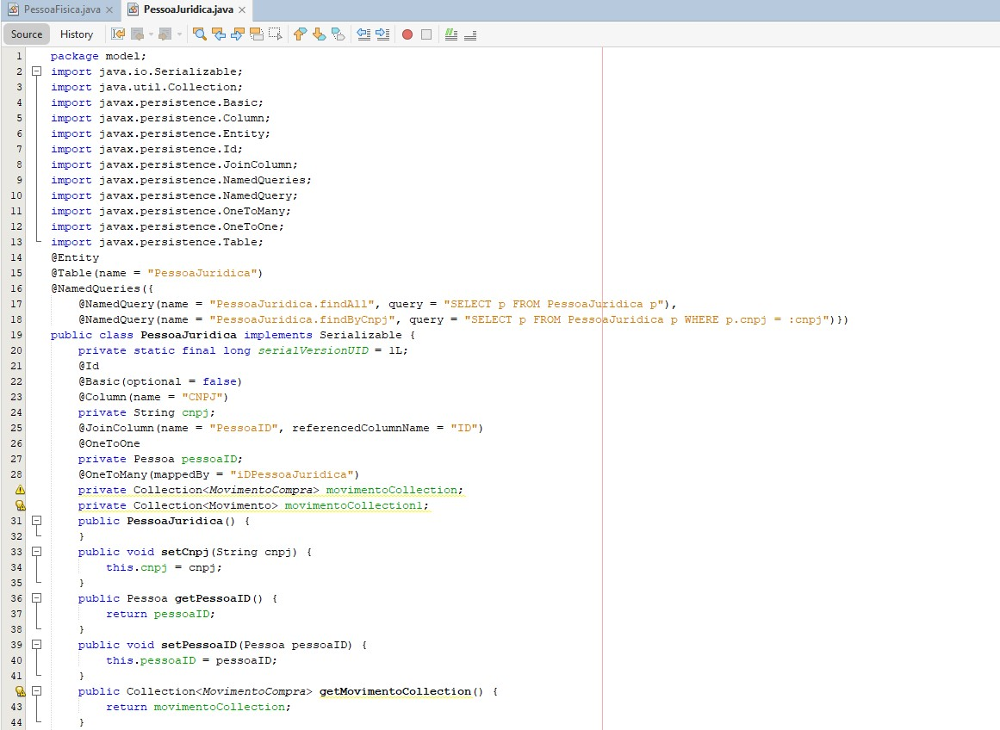 PessoaFisica.java
PessoaJuridica.java
Source History
1 package model;
2 import java.io.Serializable;
3 import java.util.Collection;
4 import javax.persistence.Basic;
5 import javax.persistence.Column;
6 import javax.persistence.Entity;
7 import javax.persistence.Id;
8 import javax.persistence.JoinColumn;
9 import javax.persistence.NamedQueries;
10 import javax.persistence.NamedQuery;
11 import javax.persistence.OneToMany;
12 import javax.persistence.OneToOne;
13 import javax.persistence.Table;
14 @Entity
15 @Table(name = "PessoaJuridica")
16 @NamedQueries({
17 @NamedQuery(name = "PessoaJuridica.findAll", query = "SELECT p FROM PessoaJuridica p"),
18 @NamedQuery(name = "PessoaJuridica.findByCnpj", query = "SELECT p FROM PessoaJuridica p WHERE p.cnpj = :cnpj")})
19 public class PessoaJuridica implements Serializable {
20 private static final long serialVersionUID = 1L;
21 @Id
22 @Basic(optional = false)
23 @Column(name = "CNPJ")
24 private String cnpj;
25 @JoinColumn(name = "PessoaID", referencedColumnName = "ID")
26 @OneToOne
27 private Pessoa pessoaID;
28 @OneToMany(mappedBy = "iDPessoaJuridica")
private Collection<MovimentoCompra> movimentoCollection;
private Collection<Movimento> movimentoCollection1;
31 public PessoaJuridica() {
32 }
33 public void setCnpj(String cnpj) {
34 this.cnpj = cnpj;
35 }
36 public Pessoa getPessoaID() {
37 return pessoaID;
38 }
39 public void setPessoaID(Pessoa pessoaID) {
40 this.pessoaID = pessoaID;
41 }
public Collection<MovimentoCompra> getMovimentoCollection() {
43 return movimentoCollection;
44 }